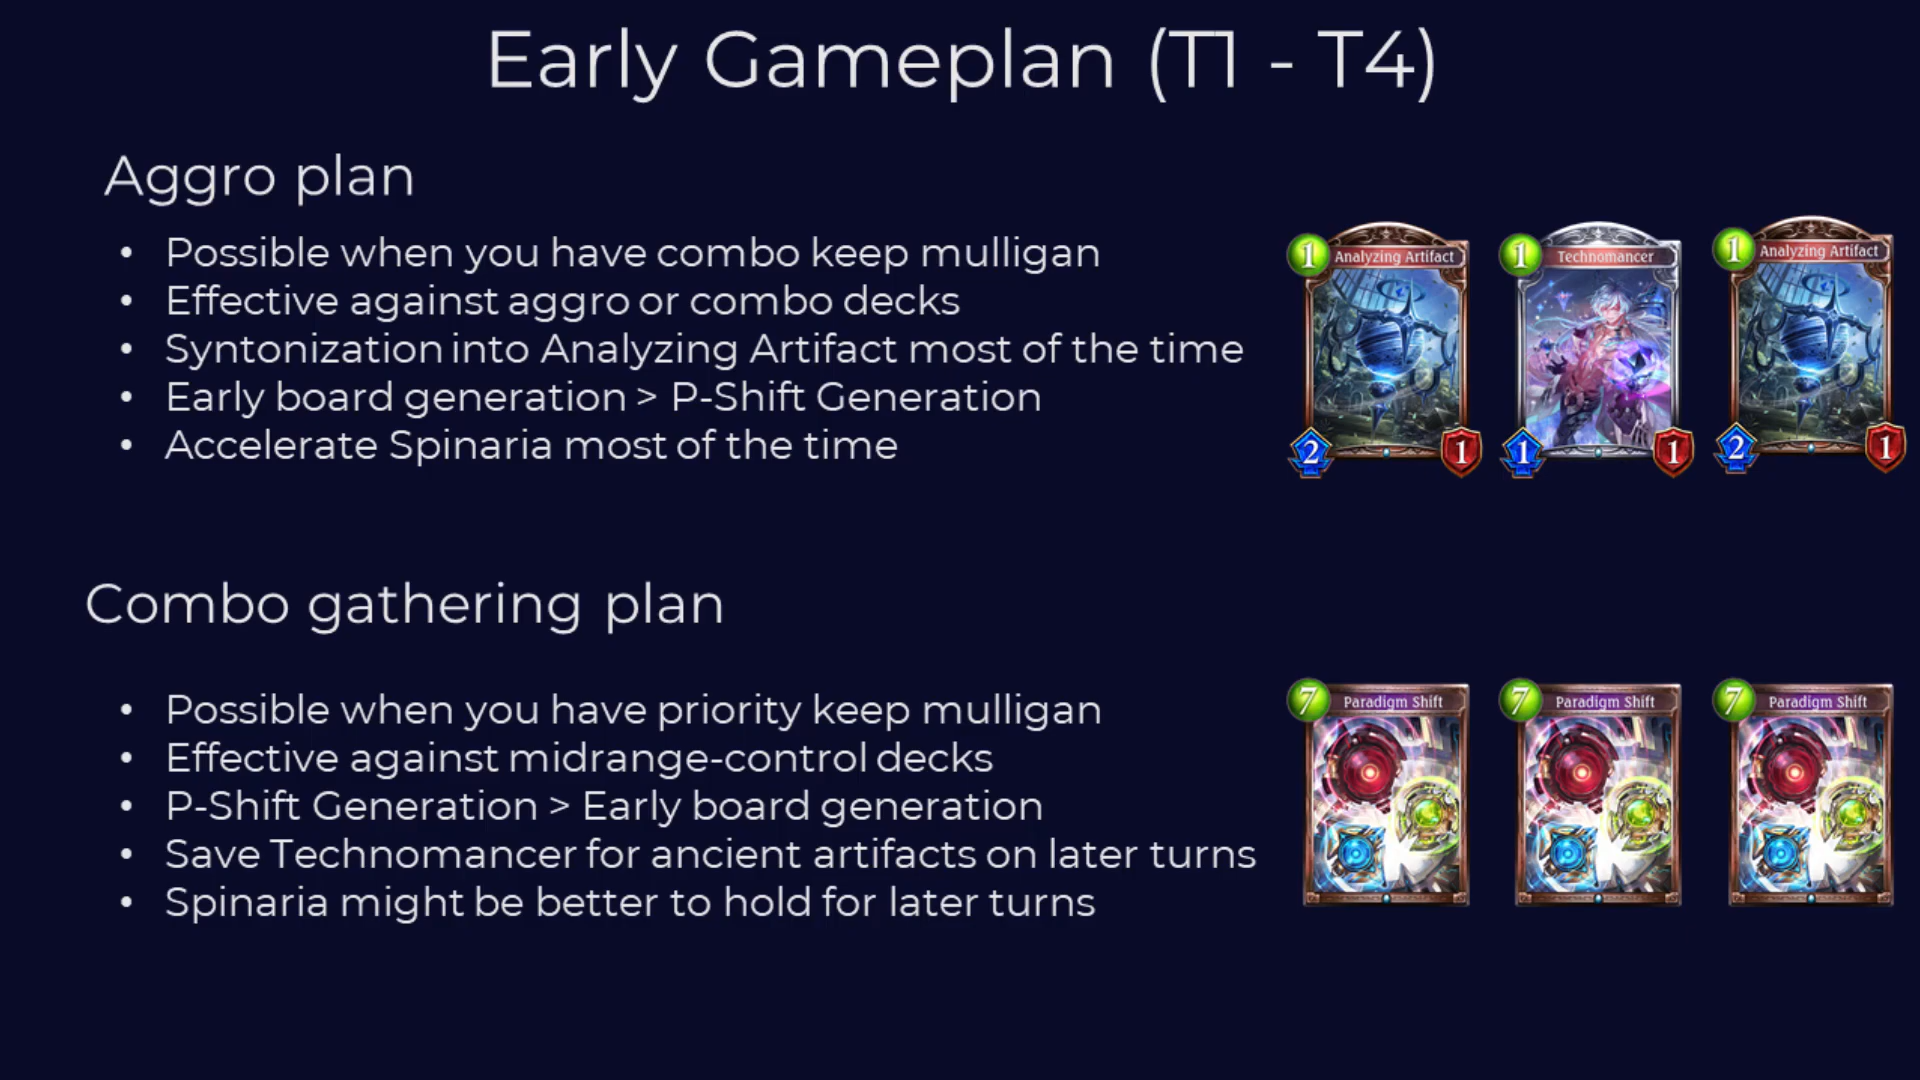 Early Gameplan (T1 - T4)
Aggro plan
• Possible when you have combo keep mulligan
• Effective against aggro or combo decks
• Syntonization into Analyzing Artifact most of the time
• Early board generation > P-Shift Generation
• Accelerate Spinaria most of the time
1 Analyzing Artifact 2 1
1 Technomancer 1 1
1 Analyzing Artifact 2 1
Combo gathering plan
• Possible when you have priority keep mulligan
• Effective against midrange-control decks
• P-Shift Generation > Early board generation
• Save Technomancer for ancient artifacts on later turns
• Spinaria might be better to hold for later turns
7 Paradigm Shift
7 Paradigm Shift
7 Paradigm Shift